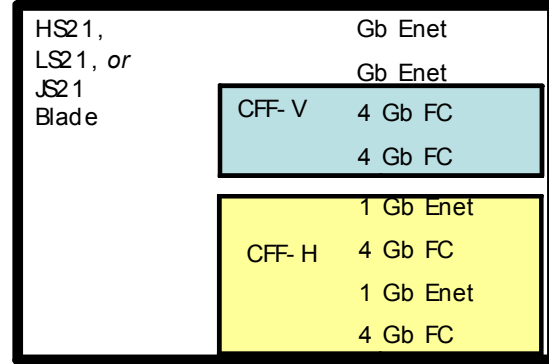 HS21,
LS21, or
JS21
Blade
Gb Enet
Gb Enet
CFF-V
4 Gb FC
4 Gb FC
CFF-H
1 Gb Enet
4 Gb FC
1 Gb Enet
4 Gb FC